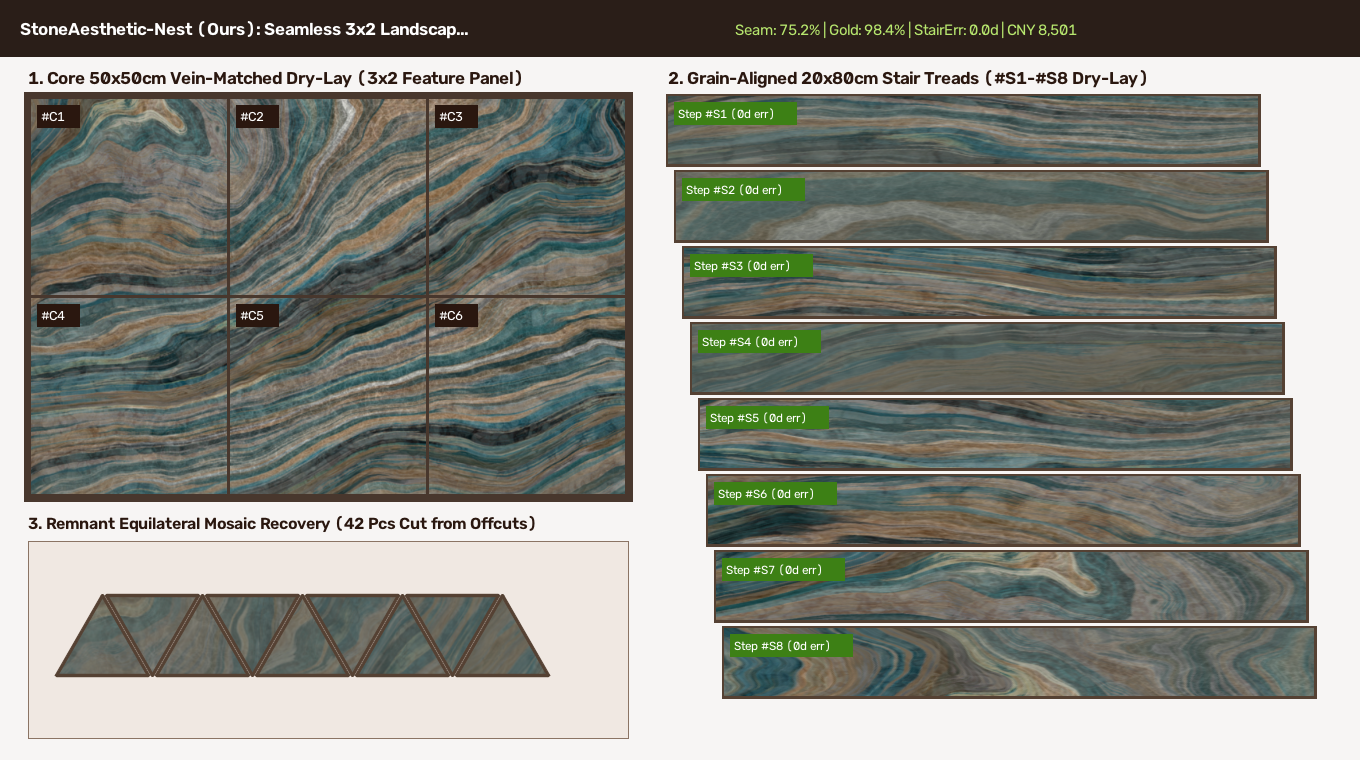 StoneAesthetic-Nest (Ours): Seamless 3x2 Landscap...
Seam: 75.2% | Gold: 98.4% | StairErr: 0.0d | CNY 8,501
1. Core 50x50cm Vein-Matched Dry-Lay (3x2 Feature Panel)
#C1
#C2
#C3
#C4
#C5
#C6
3. Remnant Equilateral Mosaic Recovery (42 Pcs Cut from Offcuts)
2. Grain-Aligned 20x80cm Stair Treads (#S1-#S8 Dry-Lay)
Step #S1 (0d err)
Step #S2 (0d err)
Step #S3 (0d err)
Step #S4 (0d err)
Step #S5 (0d err)
Step #S6 (0d err)
Step #S7 (0d err)
Step #S8 (0d err)